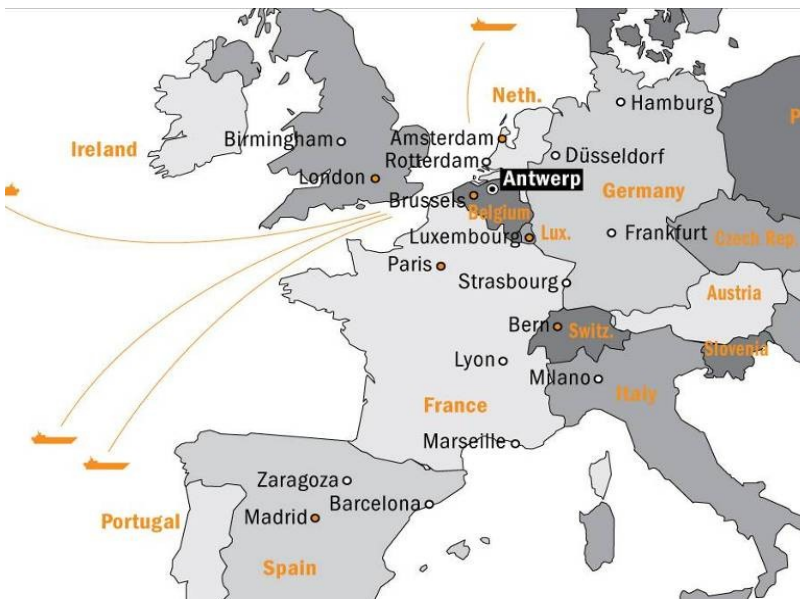 Neth.
Hamburg
P
Ireland
Birmingham
Amsterdam
Rotterdam
Düsseldorf
London
Antwerp
Germany
Brussels
Belgium
Luxembourg
Lux.
Frankfurt
Czech Rep.
Paris
Strasbourg
Austria
Bern
Switz.
Slovenia
Lyon
Milano
Italy
France
Marseille
Zaragoza
Barcelona
Portugal
Madrid
Spain